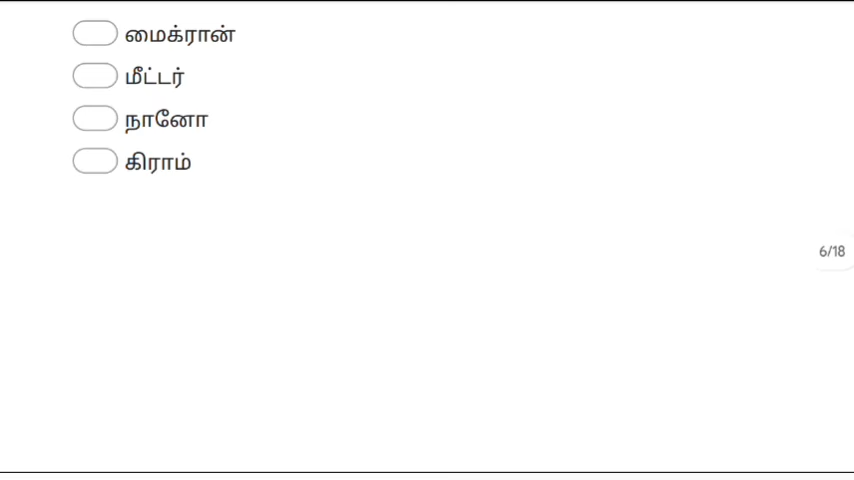 மைக்ரான்
மீட்டர்
நானோ
கிராம்
6/18